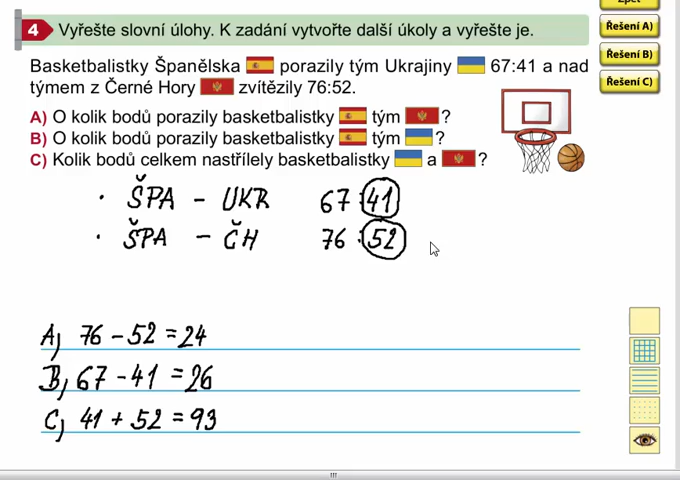 Zpět
4 Vyřešte slovní úlohy. K zadání vytvořte další úkoly a vyřešte je.
Řešení A)
Řešení B)
Řešení C)
Basketbalistky Španělska porazily tým Ukrajiny 67:41 a nad
týmem z Černé Hory zvítězily 76:52.
A) O kolik bodů porazily basketbalistky tým ?
B) O kolik bodů porazily basketbalistky tým ?
C) Kolik bodů celkem nastřílely basketbalistky a ?
· ŠPA – UKR 67:41
· ŠPA – ČH 76:52
A) 76 – 52 = 24
B) 67 – 41 = 26
C) 41 + 52 = 93